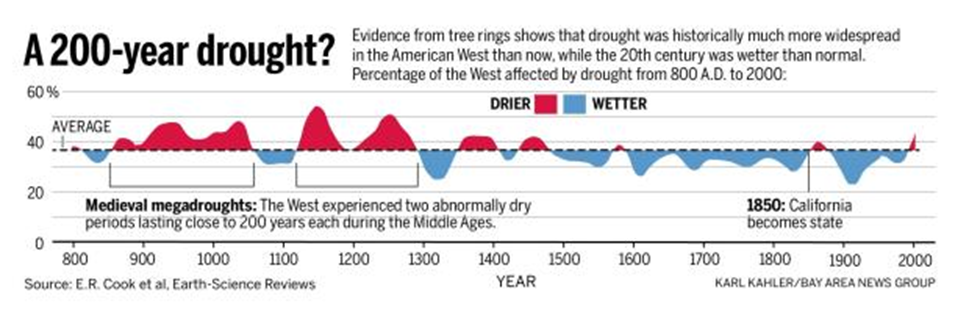 A 200-year drought?
Evidence from tree rings shows that drought was historically much more widespread
in the American West than now, while the 20th century was wetter than normal.
Percentage of the West affected by drought from 800 A.D. to 2000:
60%
DRIER WETTER
AVERAGE
40
20
Medieval megadroughts: The West experienced two abnormally dry
periods lasting close to 200 years each during the Middle Ages.
1850: California
becomes state
0
800 900 1000 1100 1200 1300 1400 1500 1600 1700 1800 1900 2000
Source: E.R. Cook et al, Earth-Science Reviews
YEAR
KARL KAHLER/BAY AREA NEWS GROUP